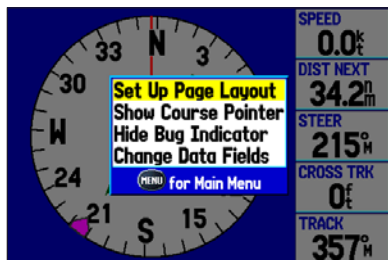 33 N 3
30
W
24
21 S 15
Set Up Page Layout
Show Course Pointer
Hide Bug Indicator
Change Data Fields
MENU for Main Menu
SPEED
0.0kt
DIST NEXT
34.2nm
STEER
215°M
CROSS TRK
0ft
TRACK
357°M